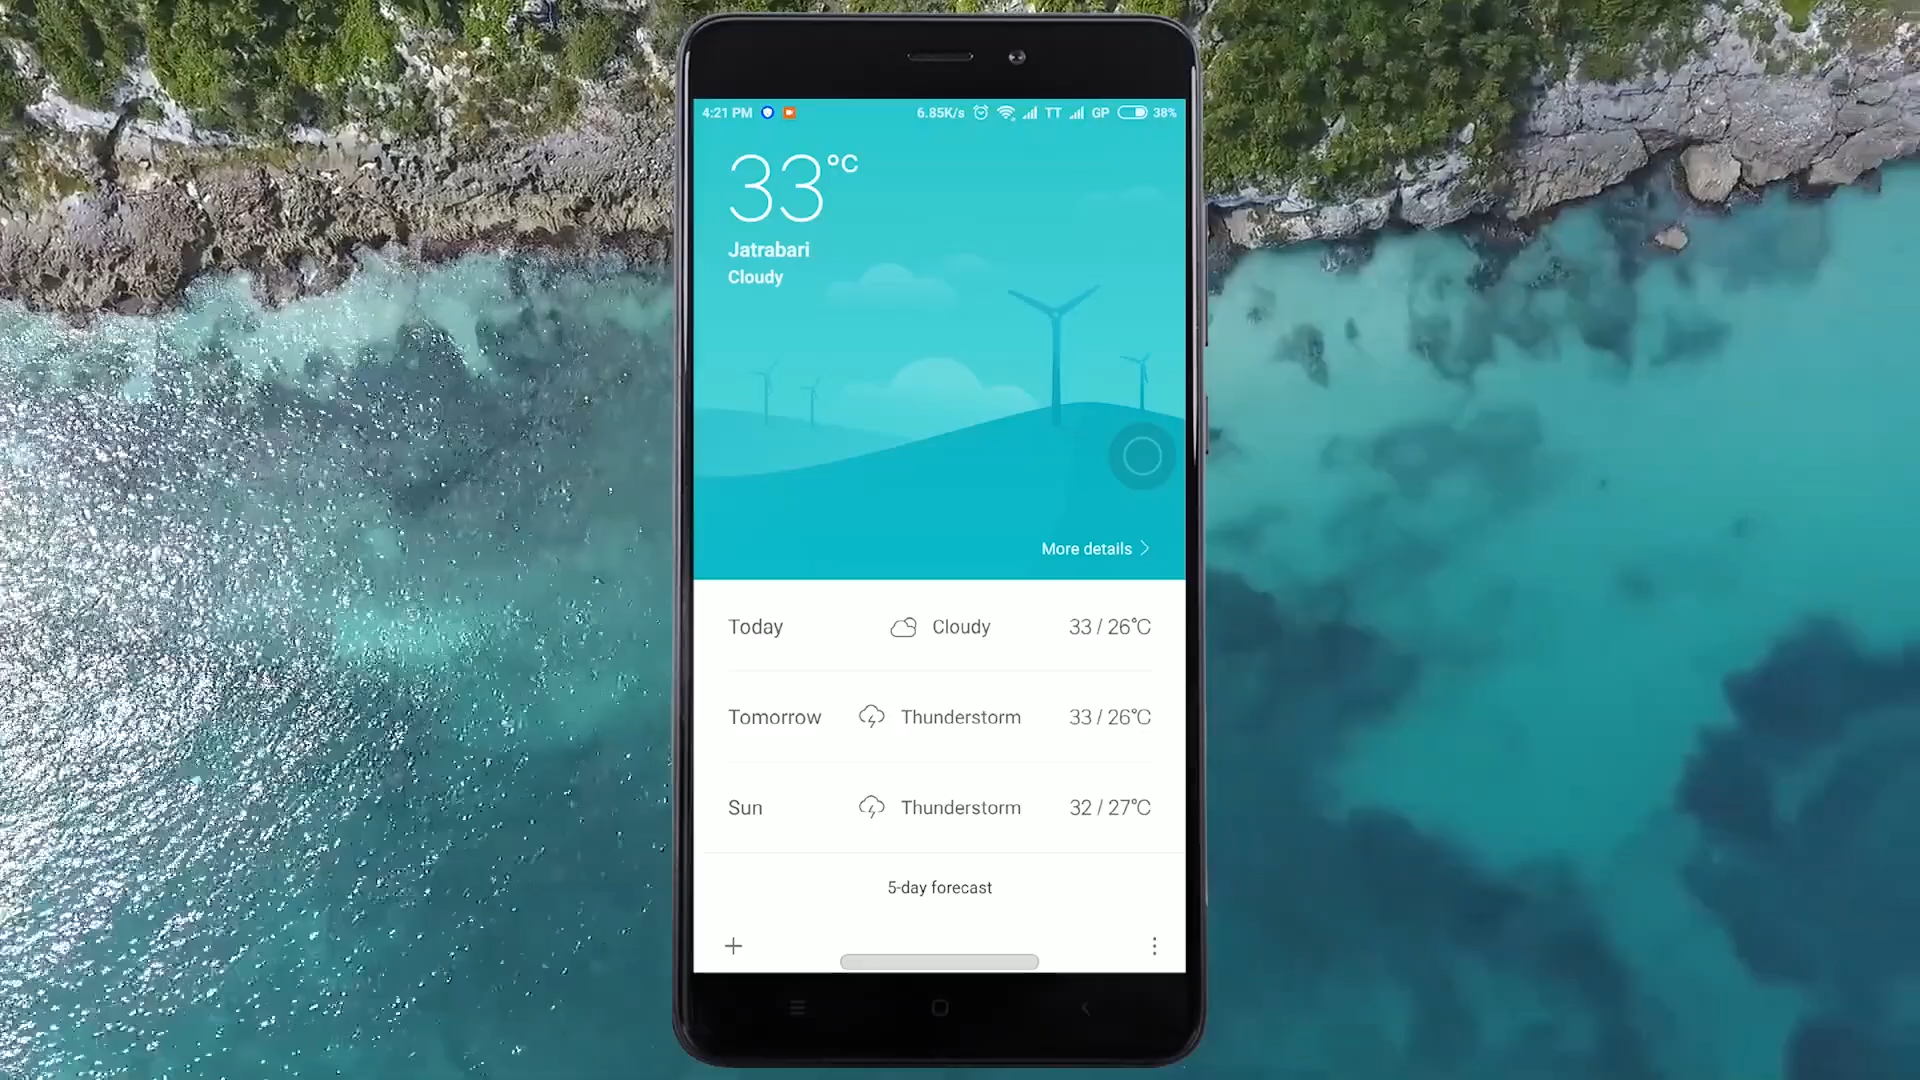 4:21 PM 6.85K/s TT GP 38%
33°C
Jatrabari
Cloudy
More details
Today Cloudy 33 / 26°C
Tomorrow Thunderstorm 33 / 26°C
Sun Thunderstorm 32 / 27°C
5-day forecast